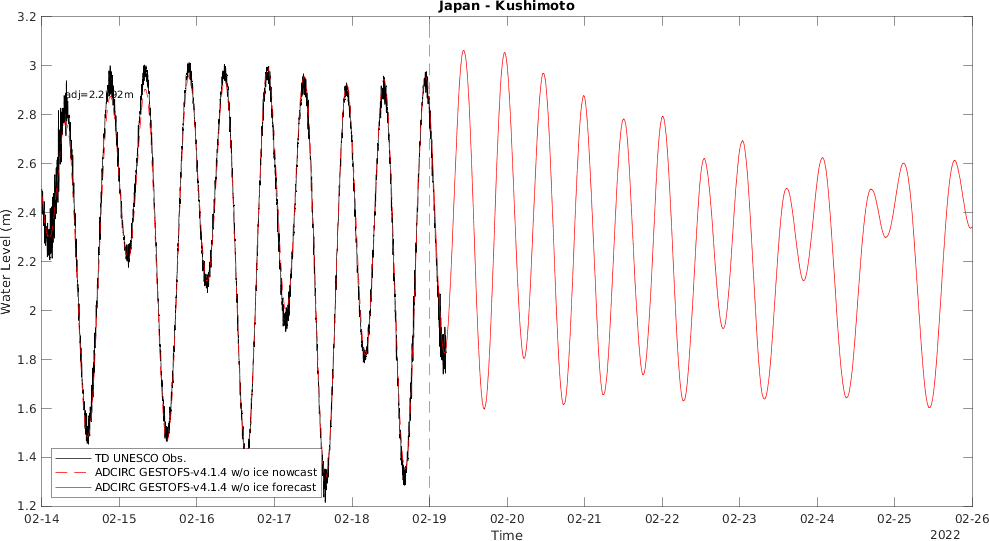 Japan - Kushimoto
3.2
3
2.8
2.6
2.4
2.2
2
1.8
1.6
1.4
1.2
Water Level (m)
TD UNESCO Obs.
ADCIRC GESTOFS-v4.1.4 w/o ice nowcast
ADCIRC GESTOFS-v4.1.4 w/o ice forecast
02-14 02-15 02-16 02-17 02-18 02-19 02-20 02-21 02-22 02-23 02-24 02-25 02-26
Time
2022